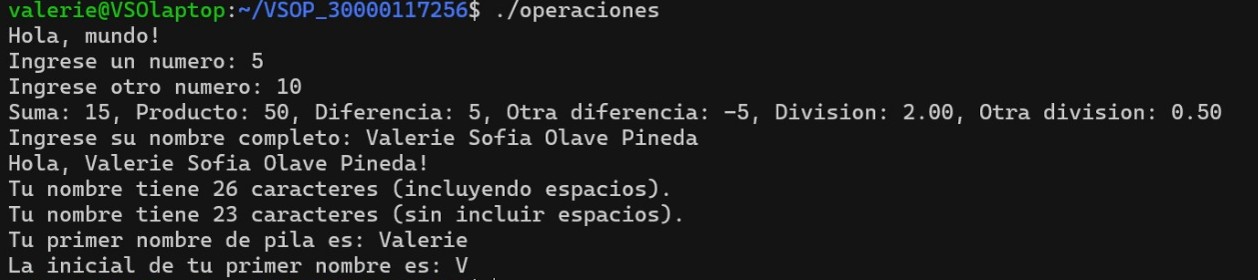 valerie@VSOlaptop:~/VSOP_30000117256$ ./operaciones
Hola, mundo!
Ingrese un numero: 5
Ingrese otro numero: 10
Suma: 15, Producto: 50, Diferencia: 5, Otra diferencia: -5, Division: 2.00, Otra division: 0.50
Ingrese su nombre completo: Valerie Sofia Olave Pineda
Hola, Valerie Sofia Olave Pineda!
Tu nombre tiene 26 caracteres (incluyendo espacios).
Tu nombre tiene 23 caracteres (sin incluir espacios).
Tu primer nombre de pila es: Valerie
La inicial de tu primer nombre es: V